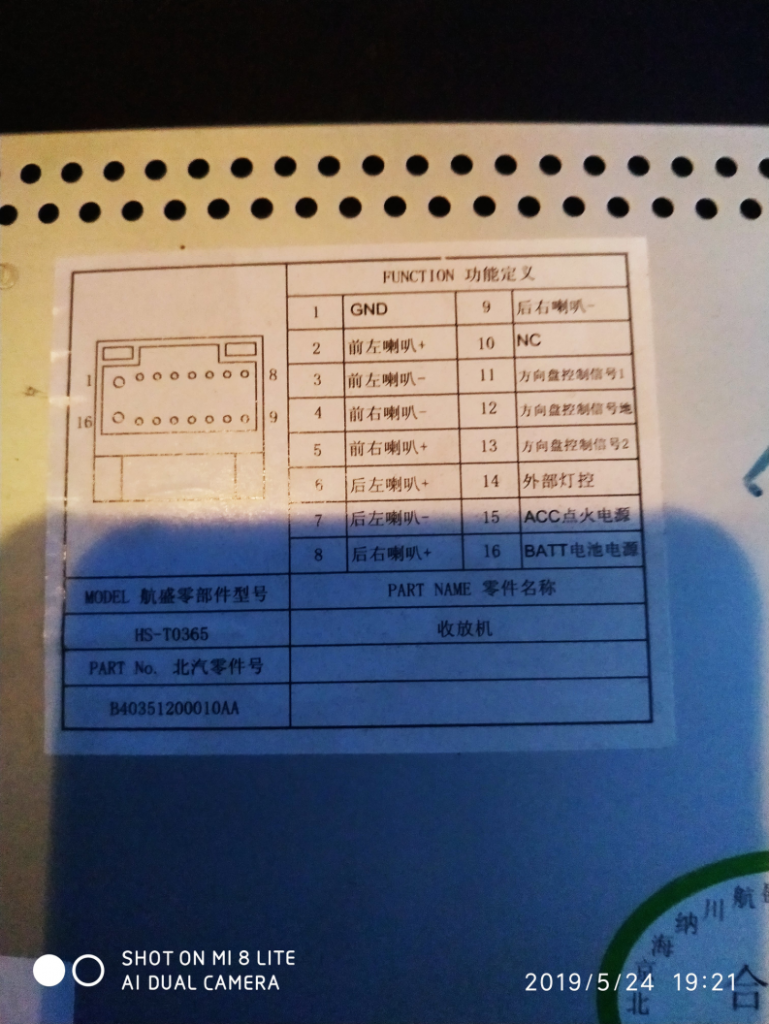 FUNCTION 功能定义
1 GND 9 后右喇叭-
2 前左喇叭+ 10 NC
3 前左喇叭- 11 方向盘控制信号1
4 前右喇叭- 12 方向盘控制信号地
5 前右喇叭+ 13 方向盘控制信号2
6 后左喇叭+ 14 外部灯控
7 后左喇叭- 15 ACC点火电源
8 后右喇叭+ 16 BATT电池电源
1 8
16 9
MODEL 航盛零部件型号 PART NAME 零件名称
HS-T0365 收放机
PART No. 北汽零件号
B40351200010AA
北京海纳川航
合
SHOT ON MI 8 LITE
AI DUAL CAMERA
2019/5/24 19:21